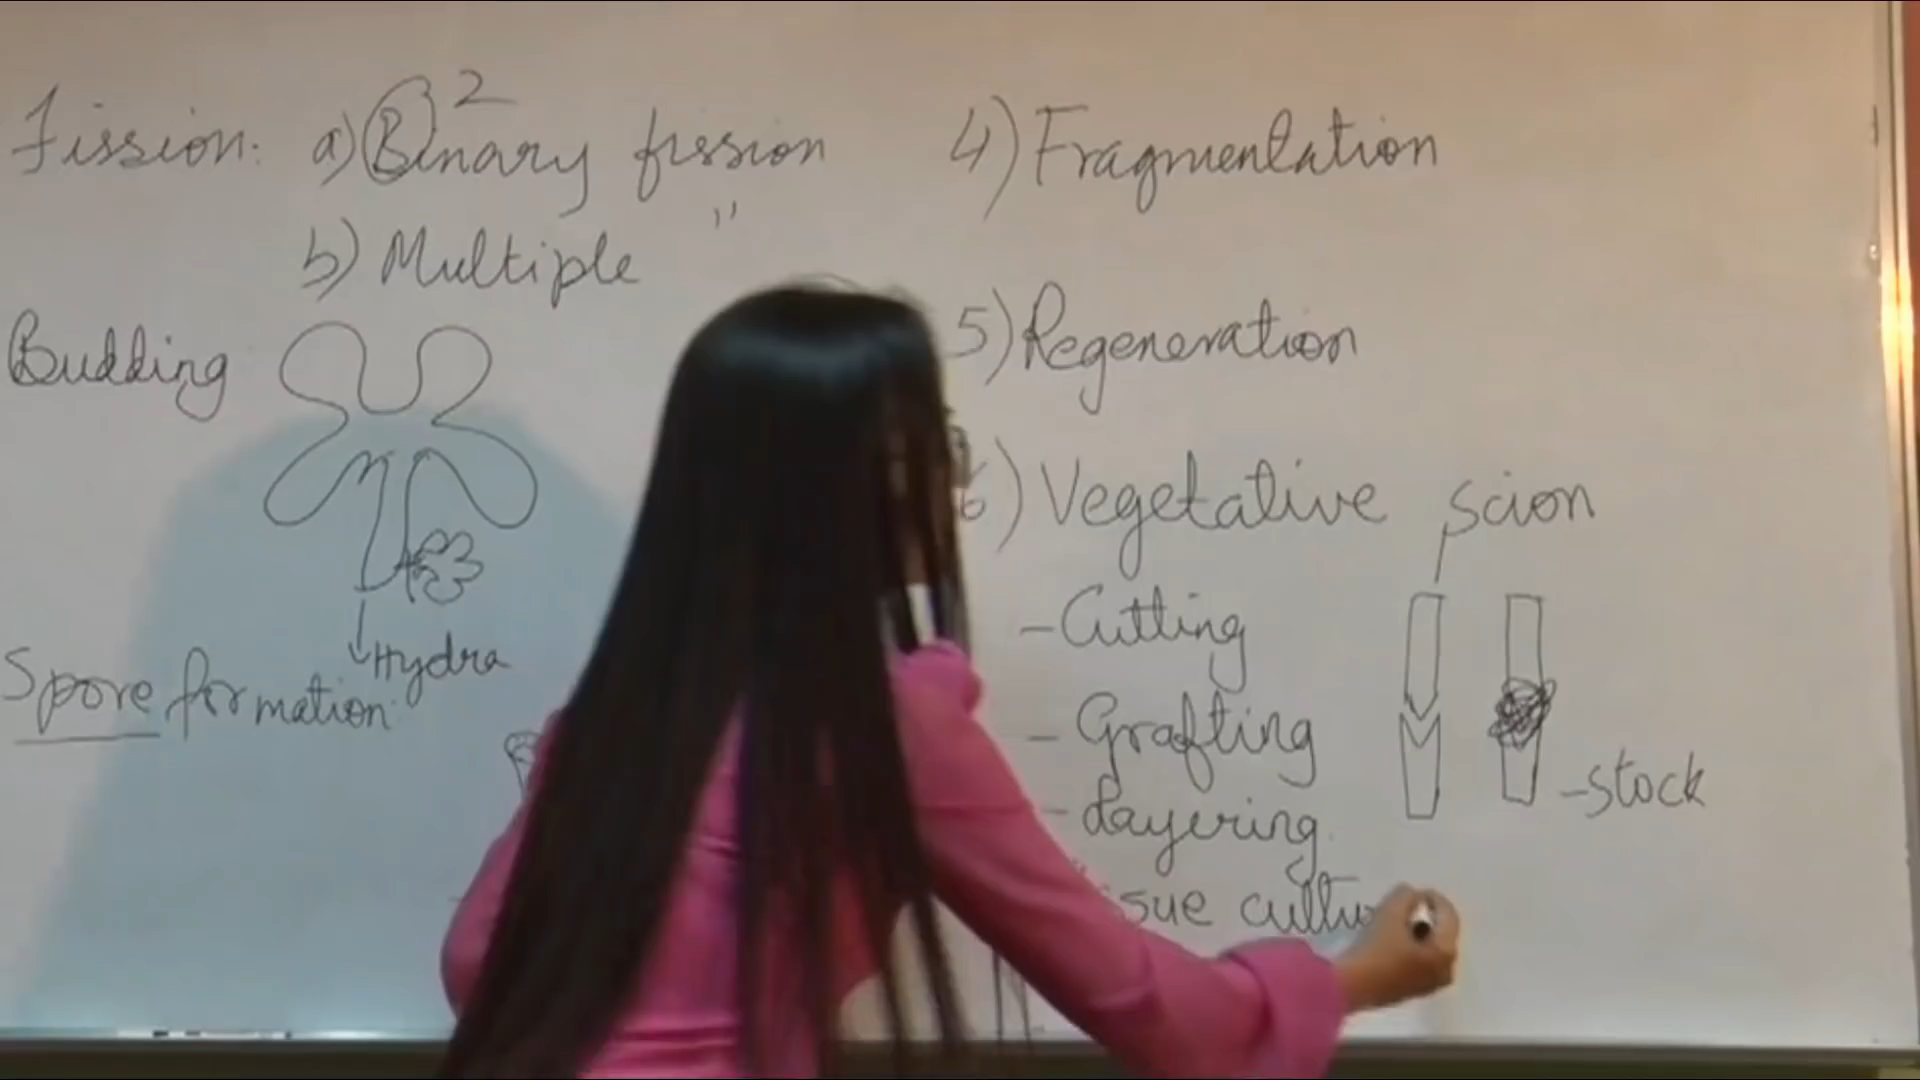 Fission: a) Binary fission
2
b) Multiple "
Budding
Hydra
Spore formation
4) Fragmentation
5) Regeneration
6) Vegetative
scion
- Cutting
- Grafting
- Layering
-stock
culture